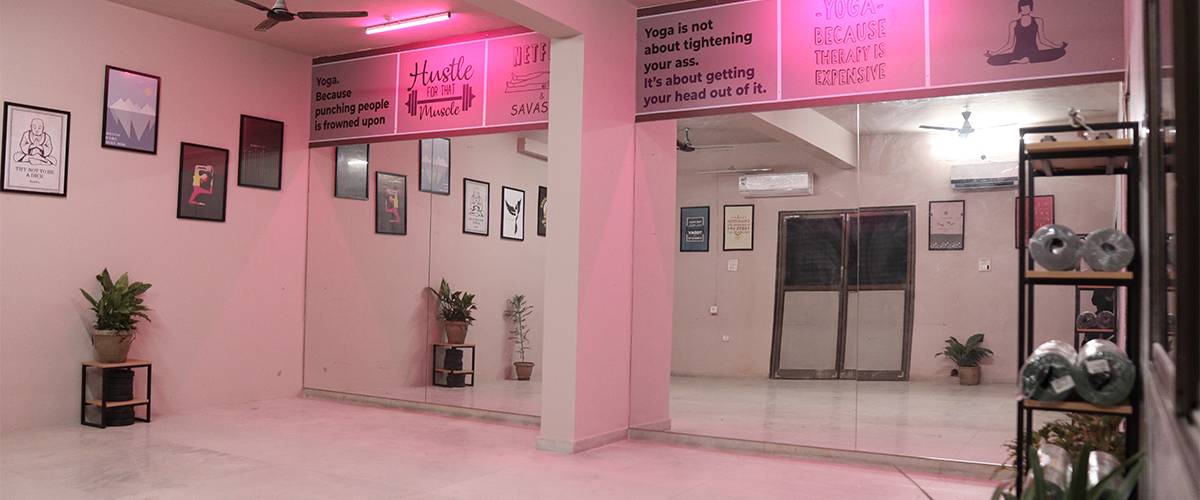 Yoga.
Because
punching people
is frowned upon
Hustle
FOR THAT
Muscle
NETF
&
SAVAS
Yoga is not
about tightening
your ass.
It's about getting
your head out of it.
-YOGA-
BECAUSE
THERAPY IS
EXPENSIVE
TRY NOT TO BE
A DICK